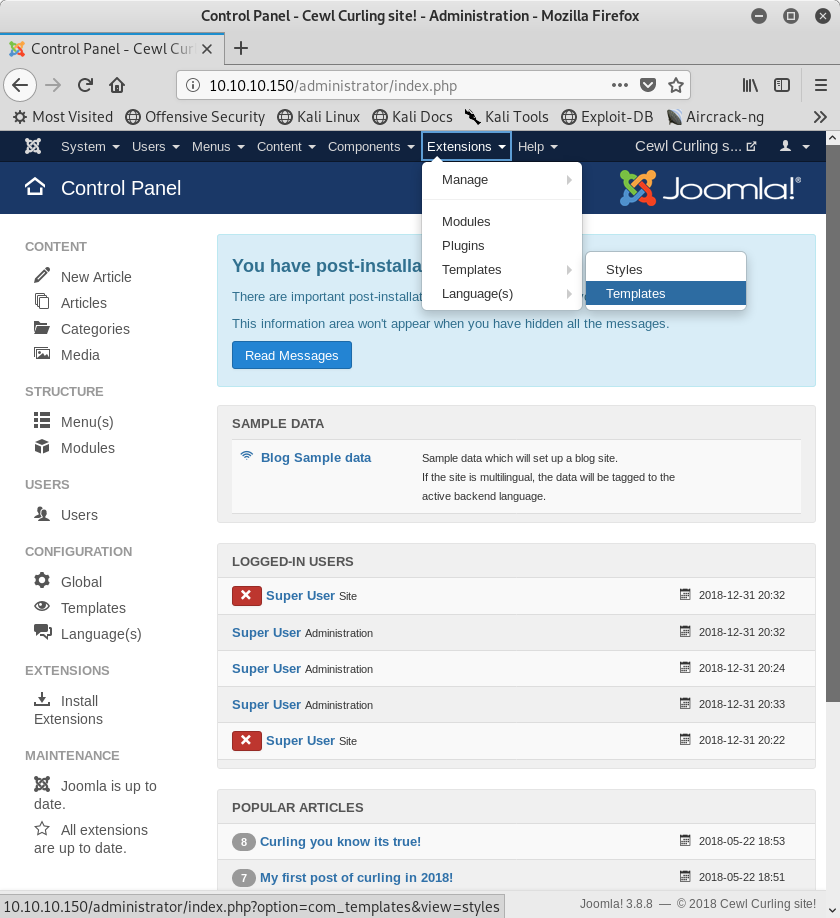 Control Panel - Cewl Curling site! - Administration - Mozilla Firefox
Control Panel - Cewl Cur
10.10.10.150/administrator/index.php
Most Visited Offensive Security Kali Linux Kali Docs Kali Tools Exploit-DB Aircrack-ng
System Users Menus Content Components Extensions Help Cewl Curling s...
Control Panel
Joomla!®
Manage
Modules
Plugins
Templates
Language(s)
Styles
Templates
CONTENT
New Article
Articles
Categories
Media
STRUCTURE
Menu(s)
Modules
USERS
Users
CONFIGURATION
Global
Templates
Language(s)
EXTENSIONS
Install
Extensions
MAINTENANCE
Joomla is up to
date.
All extensions
are up to date.
You have post-installa
There are important post-installat
This information area won't appear when you have hidden all the messages.
Read Messages
SAMPLE DATA
Blog Sample data
Sample data which will set up a blog site.
If the site is multilingual, the data will be tagged to the
active backend language.
LOGGED-IN USERS
Super User Site 2018-12-31 20:32
Super User Administration 2018-12-31 20:32
Super User Administration 2018-12-31 20:24
Super User Administration 2018-12-31 20:33
Super User Site 2018-12-31 20:22
POPULAR ARTICLES
8 Curling you know its true! 2018-05-22 18:53
7 My first post of curling in 2018! 2018-05-22 18:51
10.10.10.150/administrator/index.php?option=com_templates&view=styles
Joomla! 3.8.8 — © 2018 Cewl Curling site!